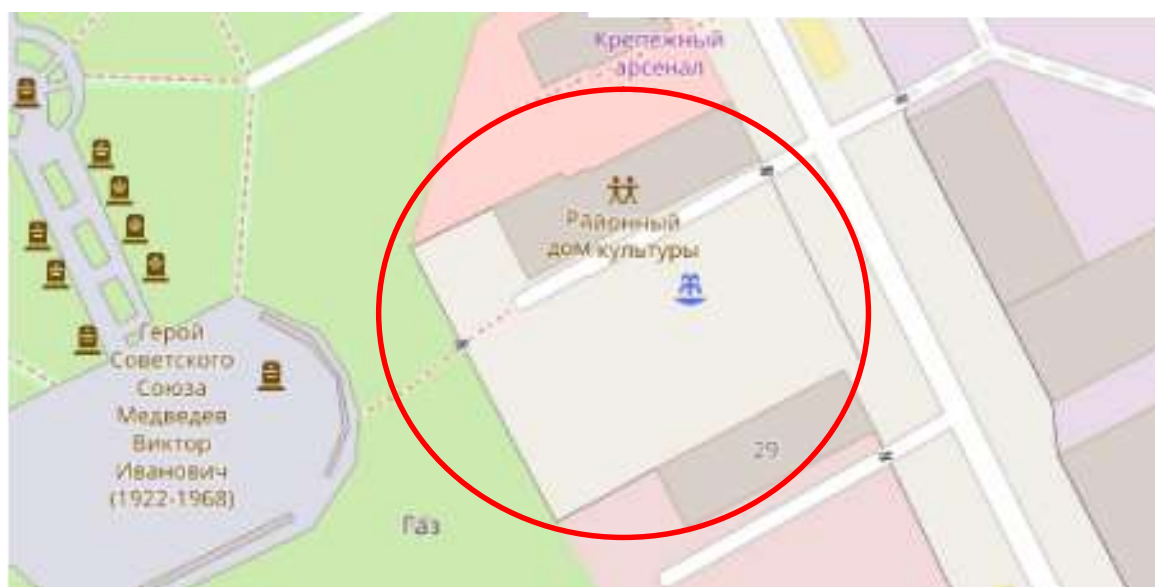 Крепежный
арсенал
Районный
дом культуры
Герой
Советского
Союза
Медведев
Виктор
Иванович
(1922-1968)
29
Газ